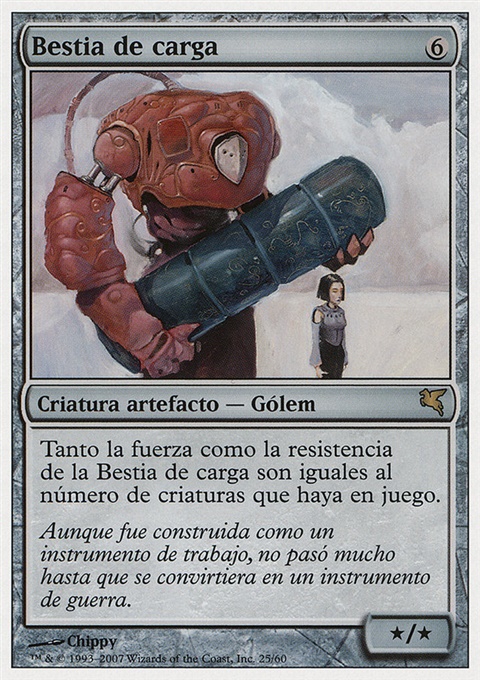 Bestia de carga 6
Criatura artefacto — Gólem
Tanto la fuerza como la resistencia
de la Bestia de carga son iguales al
número de criaturas que haya en juego.
Aunque fue construida como un
instrumento de trabajo, no pasó mucho
hasta que se convirtiera en un instrumento
de guerra.
★/★
Chippy
™ & © 1993–2007 Wizards of the Coast, Inc. 25/60